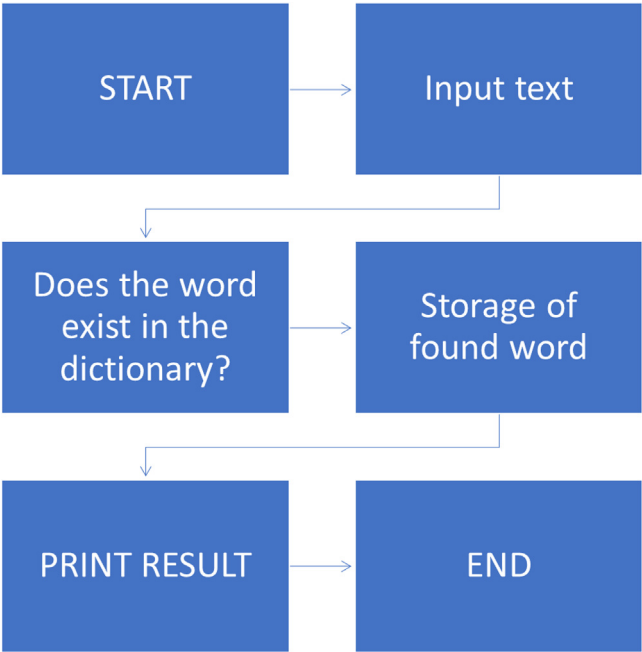 START
Input text
Does the word
exist in the
dictionary?
Storage of
found word
PRINT RESULT
END